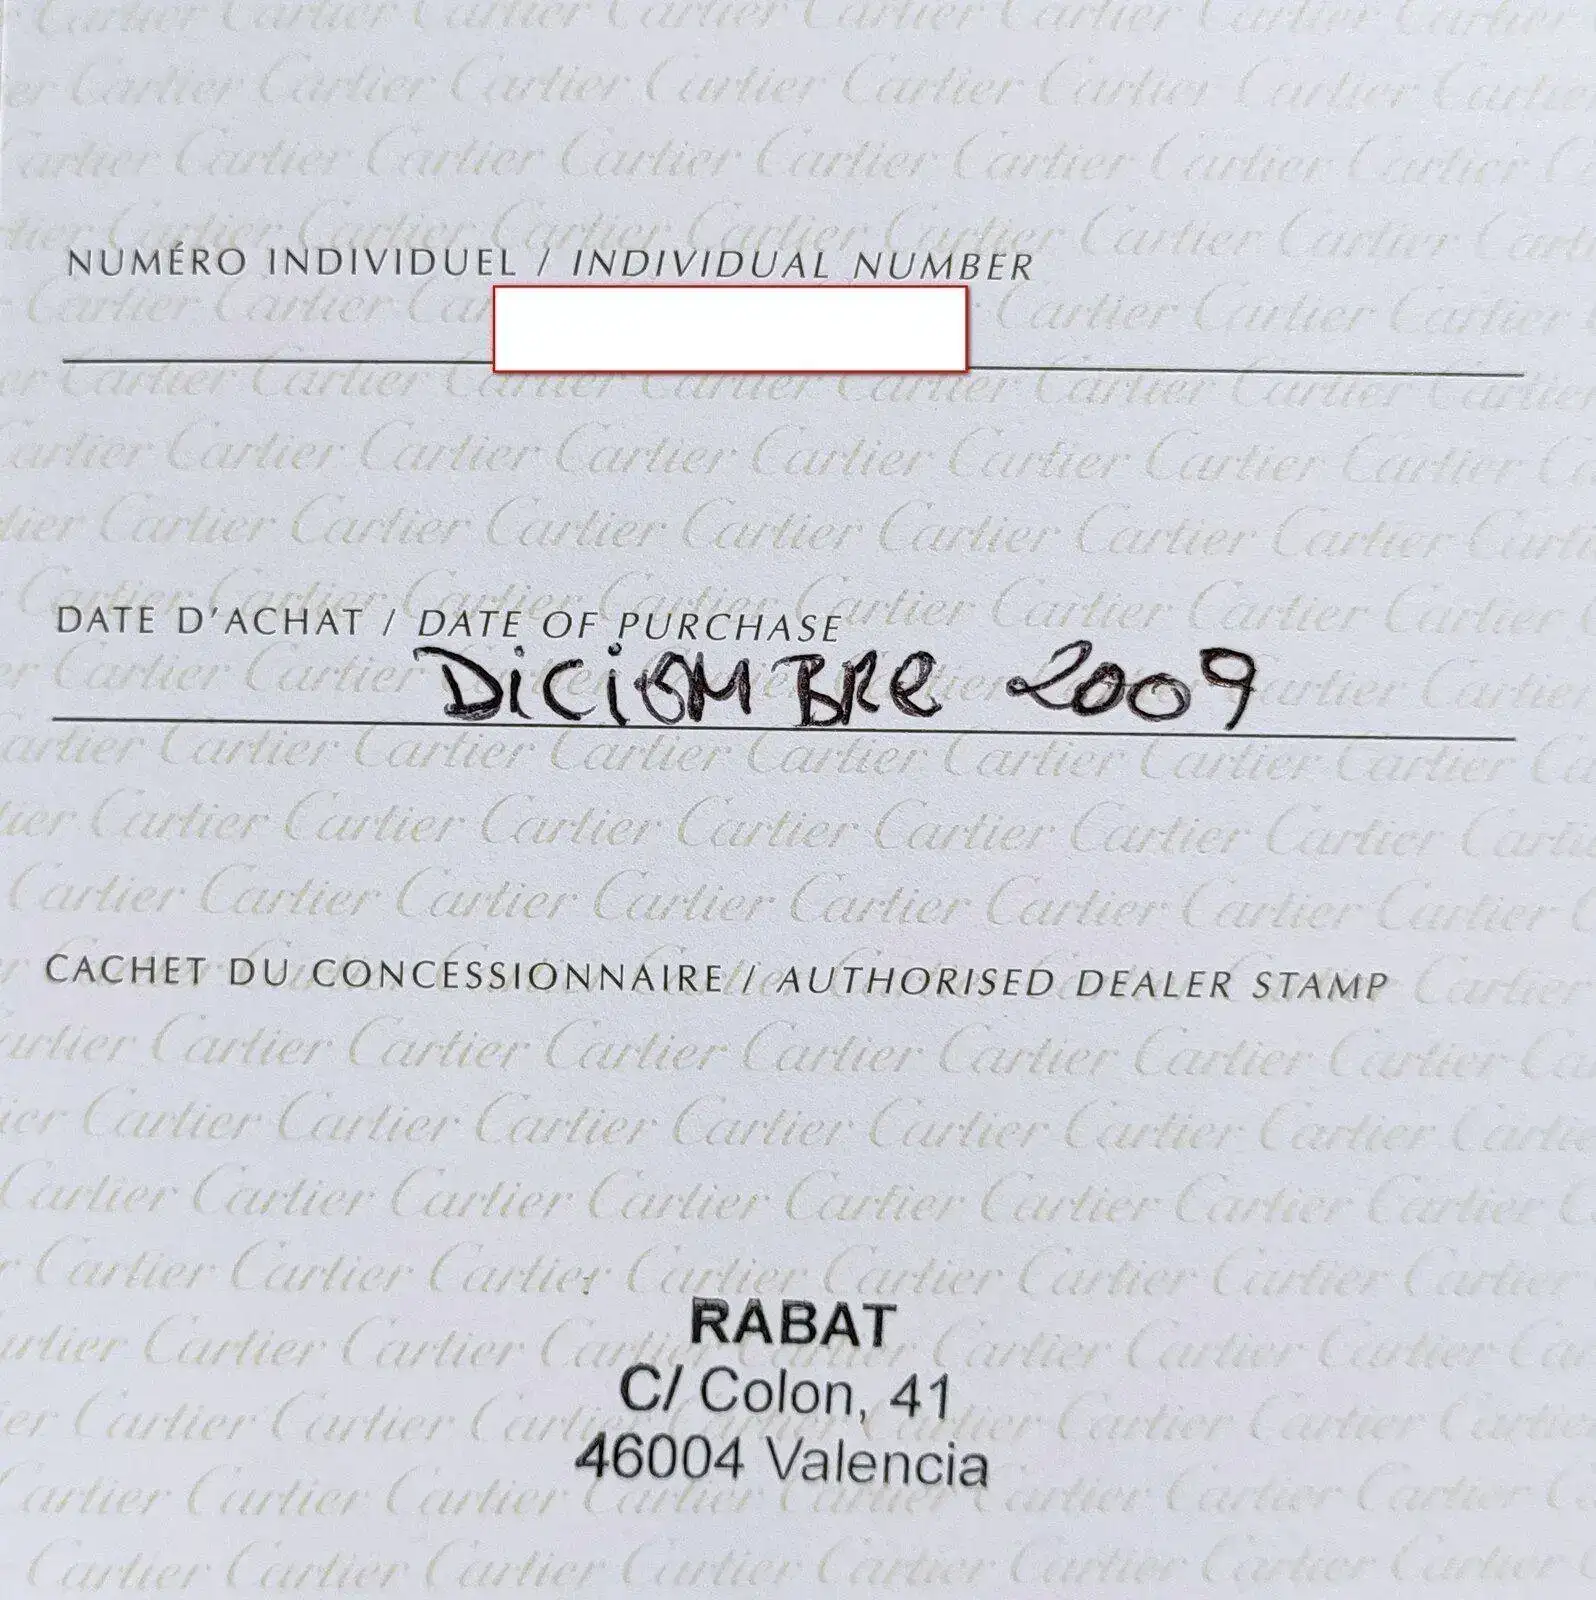 NUMÉRO INDIVIDUEL / INDIVIDUAL NUMBER
DATE D'ACHAT / DATE OF PURCHASE
DICIEMBRE 2009
CACHET DU CONCESSIONNAIRE / AUTHORISED DEALER STAMP
RABAT
C/ Colon, 41
46004 Valencia